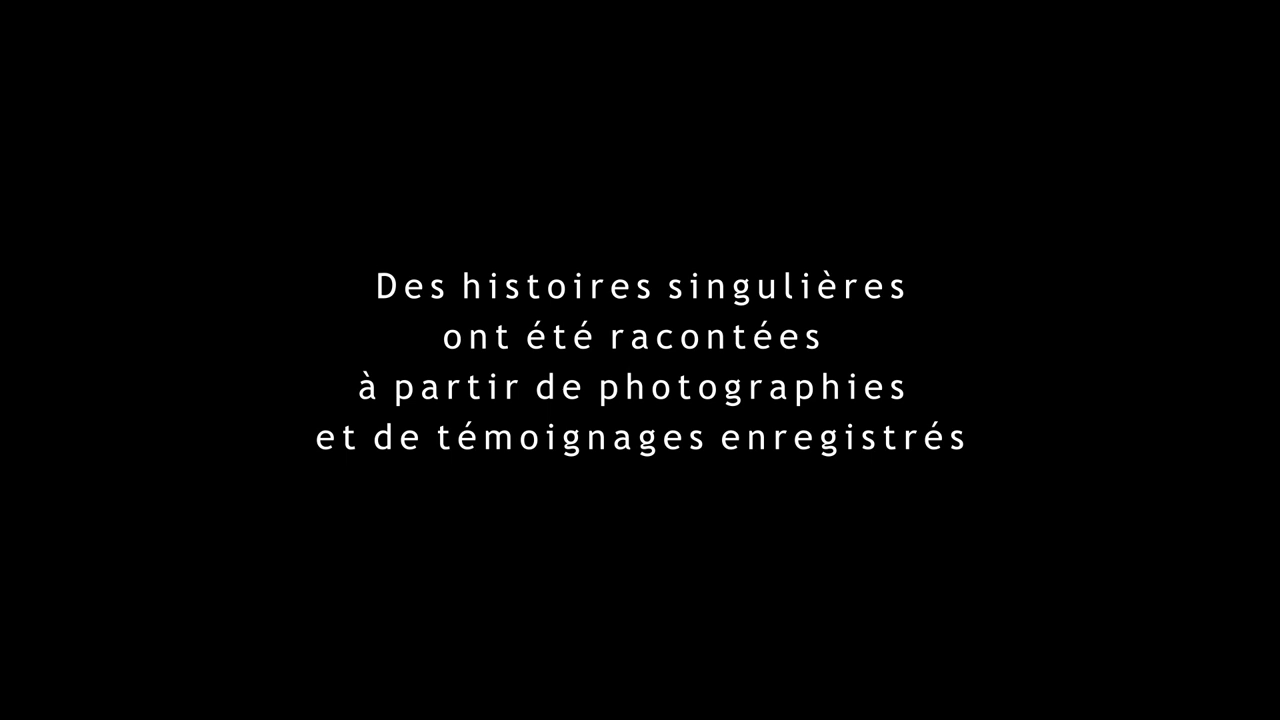 Des histoires singulières
ont été racontées
à partir de photographies
et de témoignages enregistrés